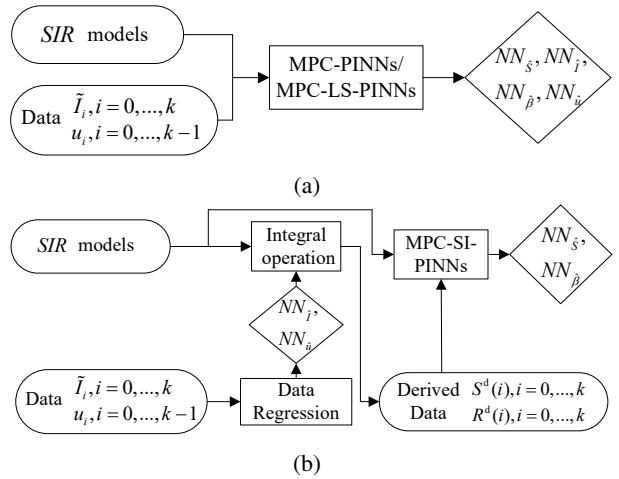 SIR models
Data Ĩ_i, i = 0,...,k
u_i, i = 0,...,k−1
MPC-PINNs/
MPC-LS-PINNs
NN_Ŝ, NN_Î,
NN_β̂, NN_û
(a)
SIR models
Integral
operation
MPC-SI-
PINNs
NN_Ŝ,
NN_β̂
NN_Î,
NN_û
Data Ĩ_i, i = 0,...,k
u_i, i = 0,...,k−1
Data
Regression
Derived S^d(i), i = 0,...,k
Data R^d(i), i = 0,...,k
(b)